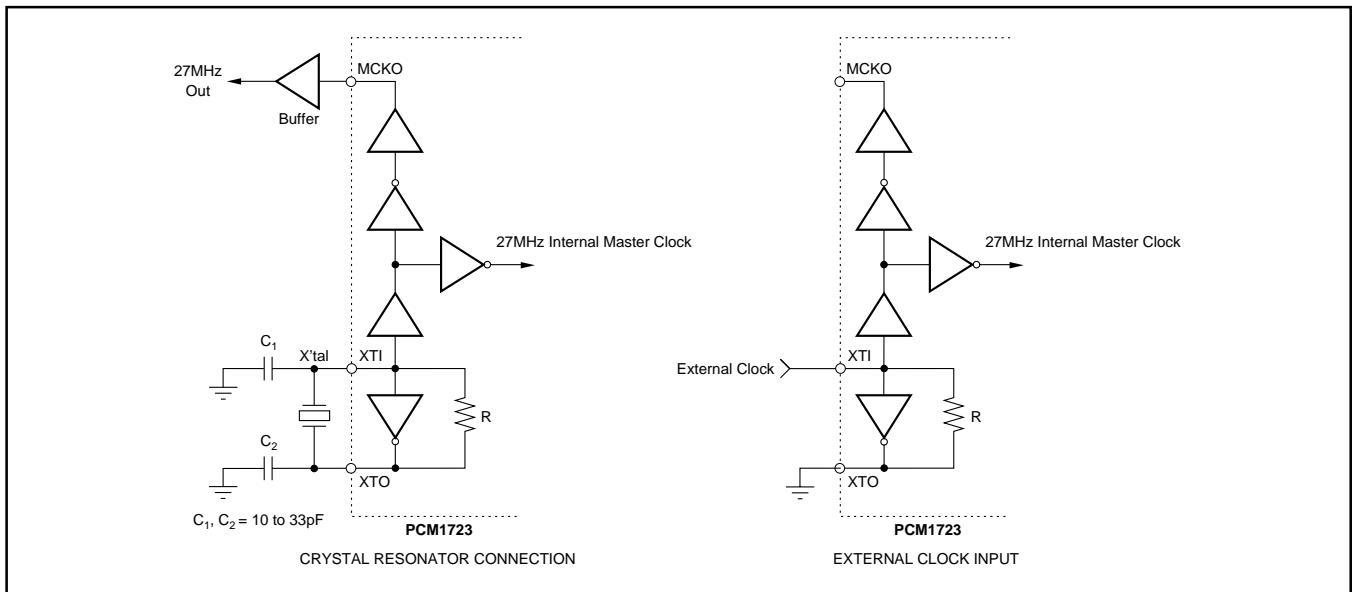 MCKO
27MHz
Out
Buffer
27MHz Internal Master Clock
C1
X'tal
XTI
R
C2
XTO
C1, C2 = 10 to 33pF
PCM1723
CRYSTAL RESONATOR CONNECTION
MCKO
27MHz Internal Master Clock
External Clock
XTI
R
XTO
PCM1723
EXTERNAL CLOCK INPUT